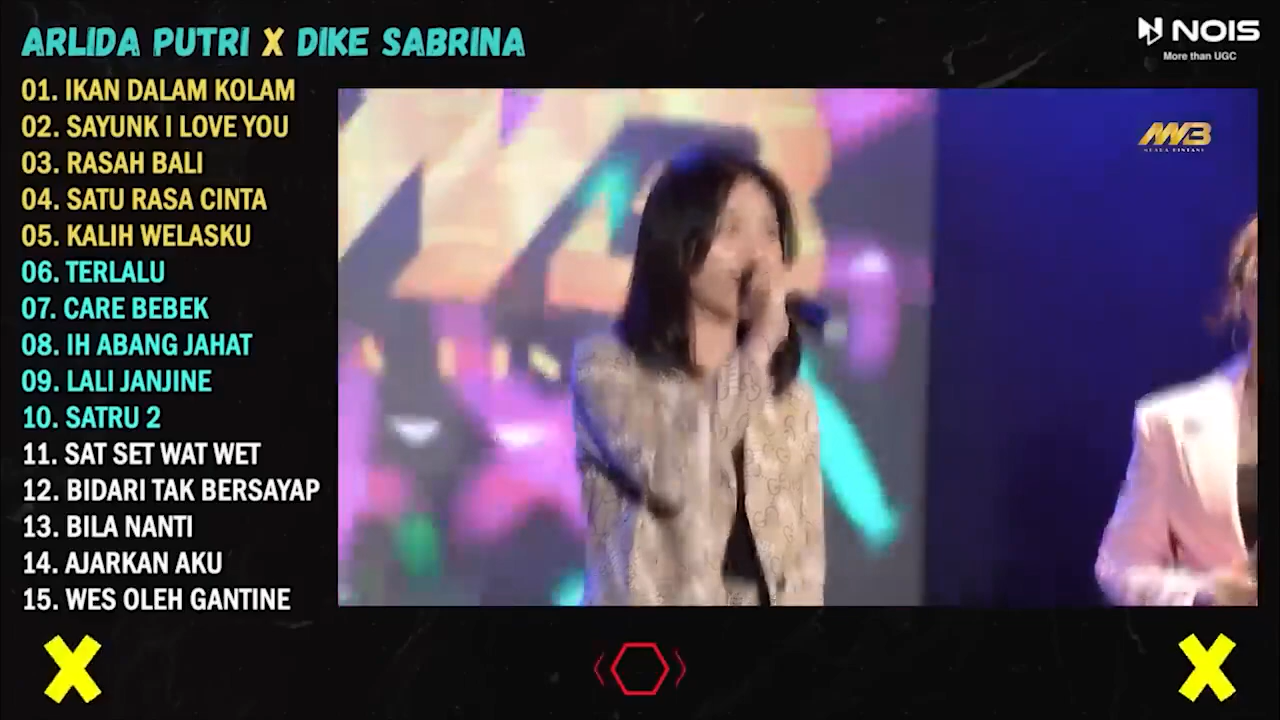 ARLIDA PUTRI X DIKE SABRINA
NOIS
More than UGC
01. IKAN DALAM KOLAM
02. SAYUNK I LOVE YOU
03. RASAH BALI
04. SATU RASA CINTA
05. KALIH WELASKU
06. TERLALU
07. CARE BEBEK
08. IH ABANG JAHAT
09. LALI JANJINE
10. SATRU 2
11. SAT SET WAT WET
12. BIDARI TAK BERSAYAP
13. BILA NANTI
14. AJARKAN AKU
15. WES OLEH GANTINE
MB
X
X